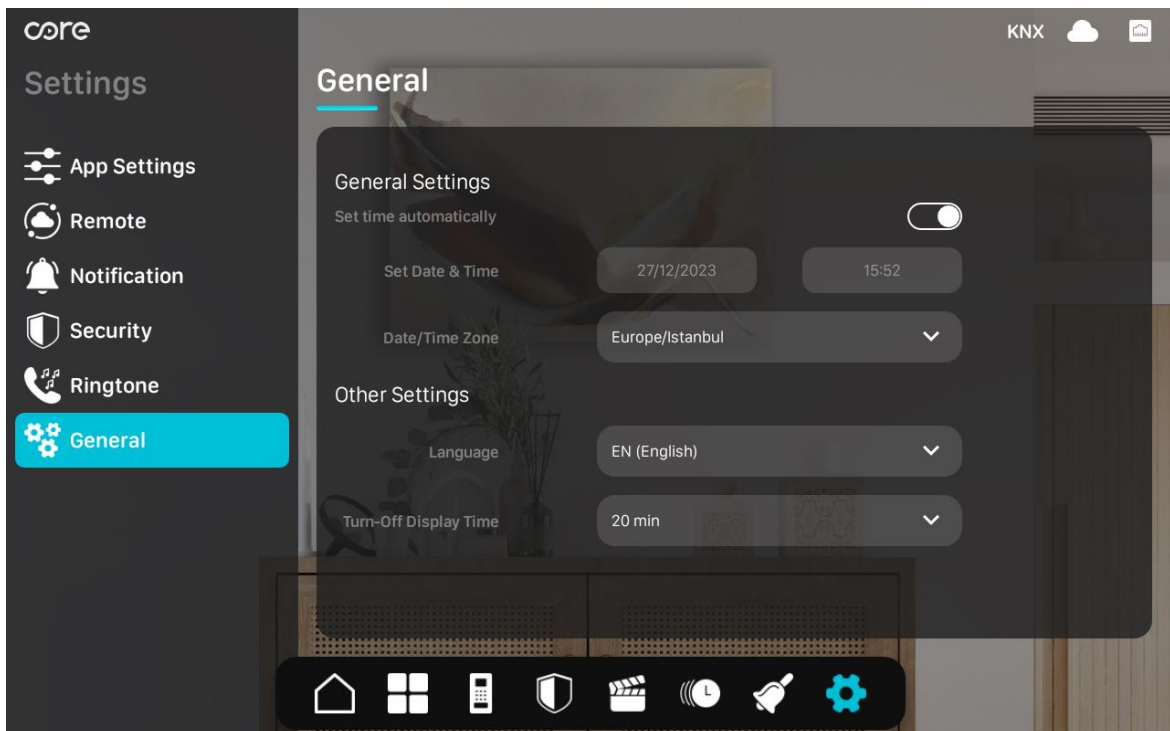 core
KNX
Settings
General
App Settings
Remote
Notification
Security
Ringtone
General
General Settings
Set time automatically
Set Date & Time
27/12/2023
15:52
Date/Time Zone
Europe/Istanbul
Other Settings
Language
EN (English)
Turn-Off Display Time
20 min